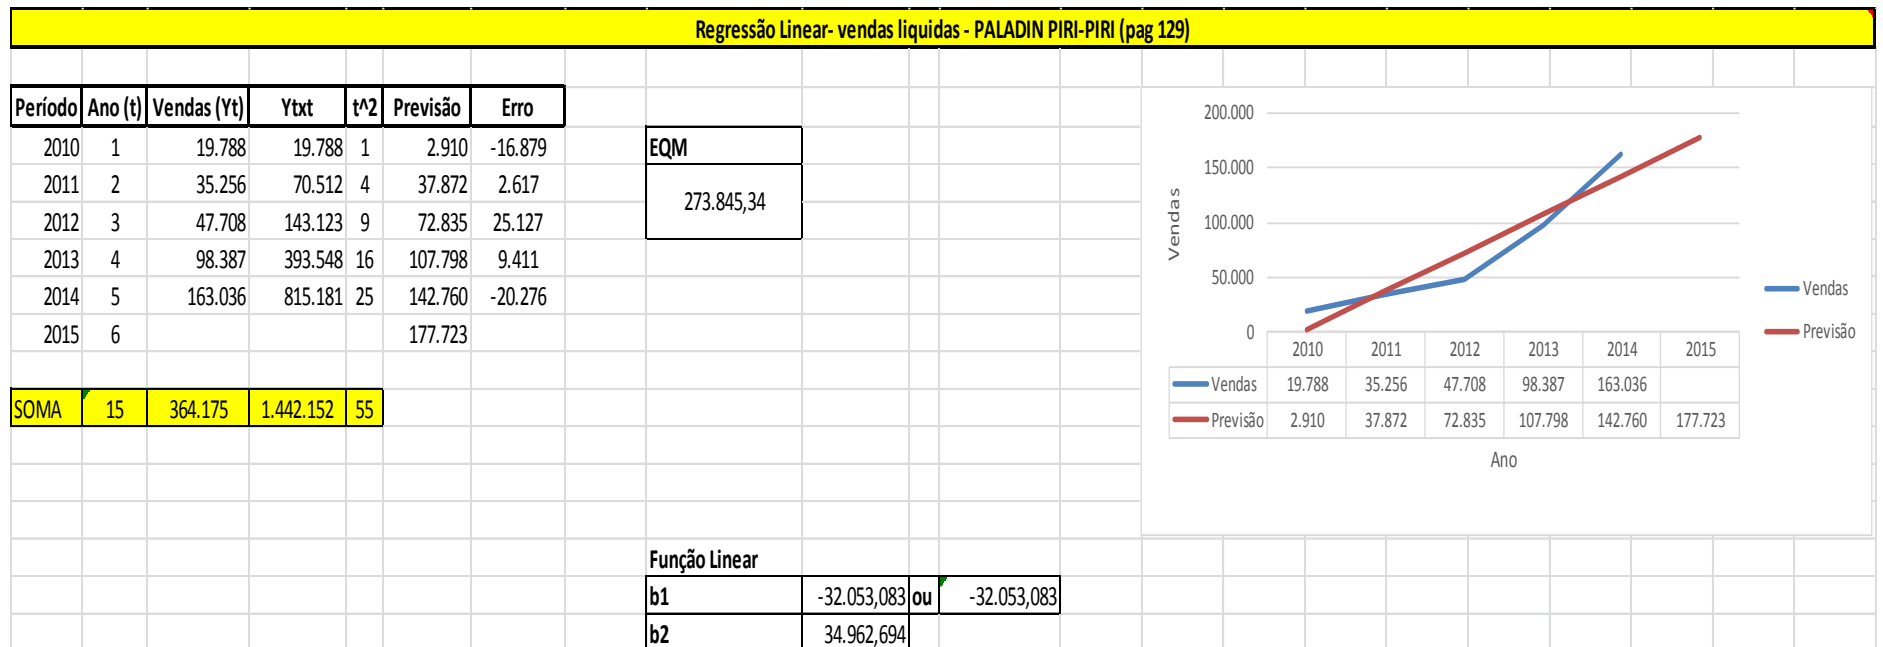 Regressão Linear- vendas liquidas - PALADIN PIRI-PIRI (pag 129)
Período Ano (t) Vendas (Yt) Ytxt t^2 Previsão Erro
2010 1 19.788 19.788 1 2.910 -16.879
2011 2 35.256 70.512 4 37.872 2.617
2012 3 47.708 143.123 9 72.835 25.127
2013 4 98.387 393.548 16 107.798 9.411
2014 5 163.036 815.181 25 142.760 -20.276
2015 6 177.723
SOMA 15 364.175 1.442.152 55
EQM
273.845,34
Função Linear
b1 -32.053,083 ou -32.053,083
b2 34.962,694
200.000
150.000
100.000
50.000
0
Vendas
2010 2011 2012 2013 2014 2015
Vendas 19.788 35.256 47.708 98.387 163.036
Previsão 2.910 37.872 72.835 107.798 142.760 177.723
Ano
Vendas
Previsão